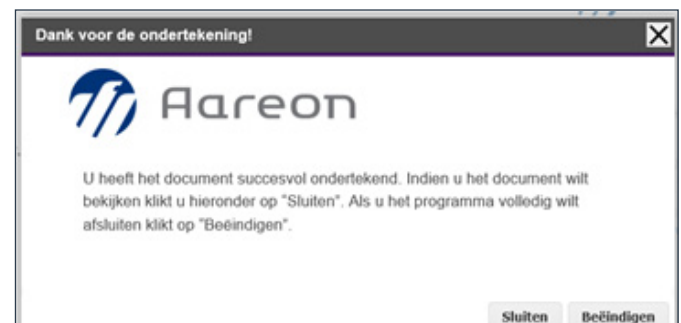 Dank voor de ondertekening!
Aareon
U heeft het document succesvol ondertekend. Indien u het document wilt
bekijken klikt u hieronder op "Sluiten". Als u het programma volledig wilt
afsluiten klikt op "Beëindigen".
Sluiten Beëindigen